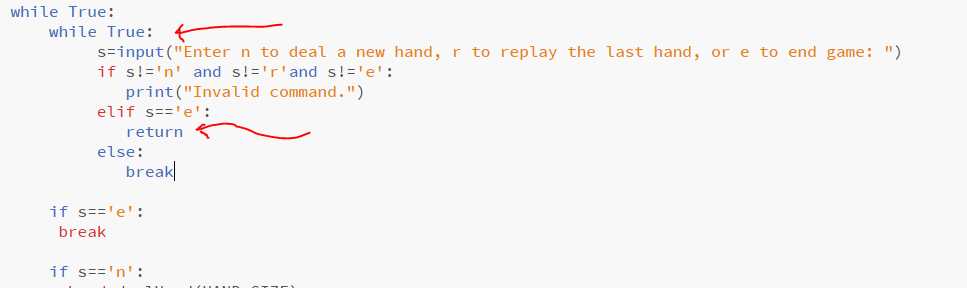 while True:
    while True:
        s=input("Enter n to deal a new hand, r to replay the last hand, or e to end game: ")
        if s!='n' and s!='r'and s!='e':
           print("Invalid command.")
        elif s=='e':
           return
        else:
           break
    if s=='e':
     break
    if s=='n':